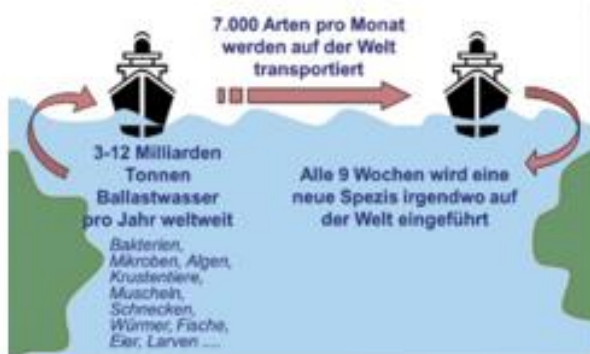 7.000 Arten pro Monat
werden auf der Welt
transportiert
3-12 Milliarden
Tonnen
Ballastwasser
pro Jahr weltweit
Bakterien,
Mikroben, Algen,
Krustentiere,
Muscheln,
Schnecken,
Würmer, Fische,
Eier, Larven ....
Alle 9 Wochen wird eine
neue Spezis irgendwo auf
der Welt eingeführt